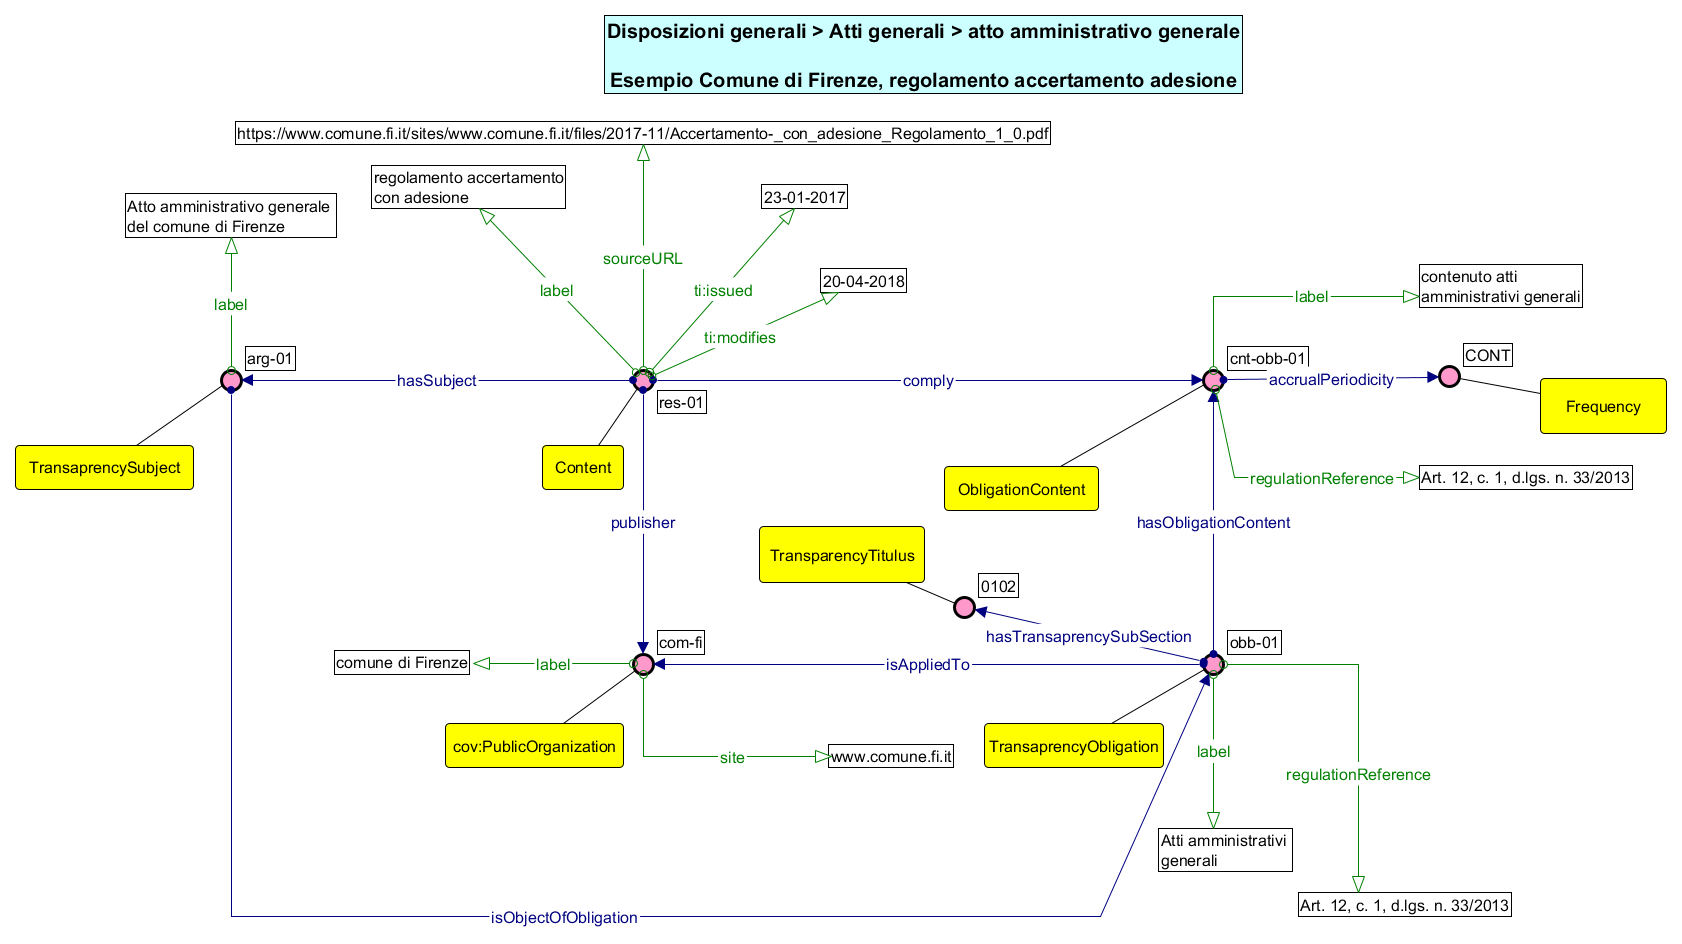 Disposizioni generali > Atti generali > atto amministrativo generale
Esempio Comune di Firenze, regolamento accertamento adesione
https://www.comune.fi.it/sites/www.comune.fi.it/files/2017-11/Accertamento-_con_adesione_Regolamento_1_0.pdf
regolamento accertamento
con adesione
23-01-2017
Atto amministrativo generale
del comune di Firenze
sourceURL
20-04-2018
contenuto atti
amministrativi generali
label
label
ti:issued
label
ti:modifies
arg-01
cnt-obb-01
CONT
hasSubject
comply
accrualPeriodicity
res-01
Frequency
TransaprencySubject
Content
ObligationContent
regulationReference
Art. 12, c. 1, d.lgs. n. 33/2013
publisher
hasObligationContent
TransparencyTitulus
0102
hasTransaprencySubSection
com-fi
obb-01
comune di Firenze
label
isAppliedTo
cov:PublicOrganization
site
www.comune.fi.it
TransaprencyObligation
label
regulationReference
Atti amministrativi
generali
Art. 12, c. 1, d.lgs. n. 33/2013
isObjectOfObligation